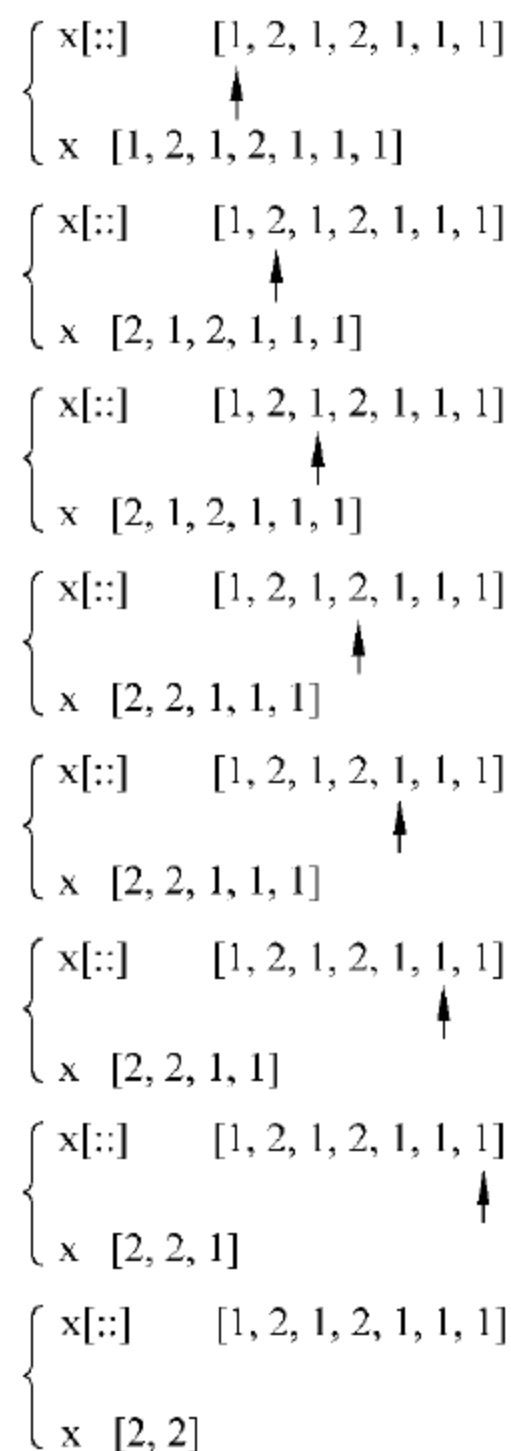 x[::] [1, 2, 1, 2, 1, 1, 1]
x [1, 2, 1, 2, 1, 1, 1]
x[::] [1, 2, 1, 2, 1, 1, 1]
x [2, 1, 2, 1, 1, 1]
x[::] [1, 2, 1, 2, 1, 1, 1]
x [2, 1, 2, 1, 1, 1]
x[::] [1, 2, 1, 2, 1, 1, 1]
x [2, 2, 1, 1, 1]
x[::] [1, 2, 1, 2, 1, 1, 1]
x [2, 2, 1, 1, 1]
x[::] [1, 2, 1, 2, 1, 1, 1]
x [2, 2, 1, 1]
x[::] [1, 2, 1, 2, 1, 1, 1]
x [2, 2, 1]
x[::] [1, 2, 1, 2, 1, 1, 1]
x [2, 2]